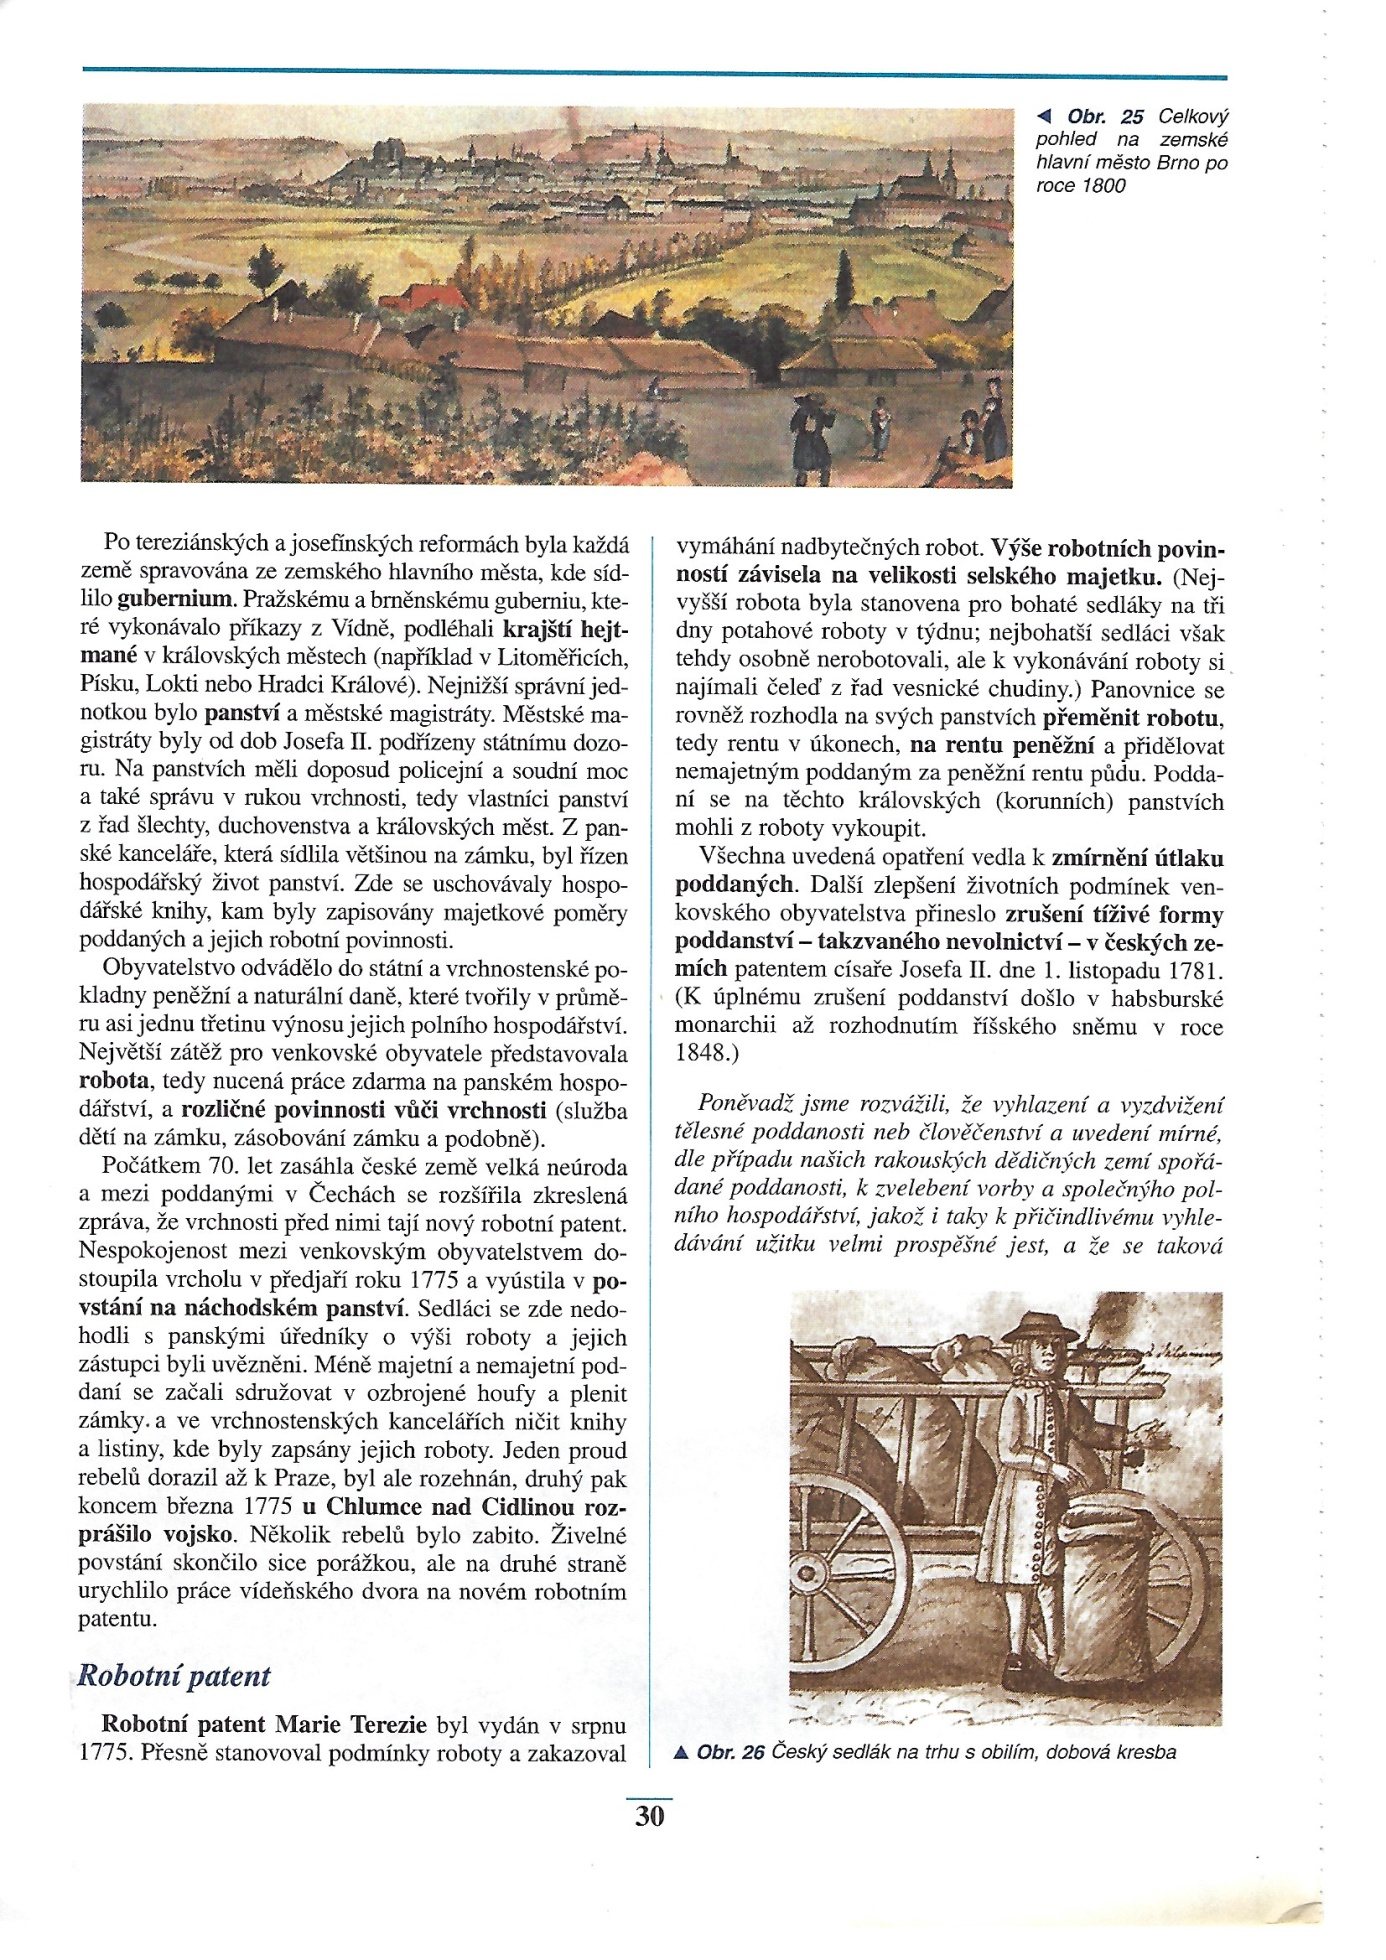 ◄ Obr. 25 Celkový
pohled na zemské
hlavní město Brno po
roce 1800
Po tereziánských a josefínských reformách byla každá
země spravována ze zemského hlavního města, kde síd-
lilo gubernium. Pražskému a brněnskému guberniu, kte-
ré vykonávalo příkazy z Vídně, podléhali krajští hejt-
mané v královských městech (například v Litoměřicích,
Písku, Lokti nebo Hradci Králové). Nejnižší správní jed-
notkou bylo panství a městské magistráty. Městské ma-
gistráty byly od dob Josefa II. podřízeny státnímu dozo-
ru. Na panstvích měli doposud policejní a soudní moc
a také správu v rukou vrchnosti, tedy vlastníci panství
z řad šlechty, duchovenstva a královských měst. Z pan-
ské kanceláře, která sídlila většinou na zámku, byl řízen
hospodářský život panství. Zde se uschovávaly hospo-
dářské knihy, kam byly zapisovány majetkové poměry
poddaných a jejich robotní povinnosti.
Obyvatelstvo odvádělo do státní a vrchnostenské po-
kladny peněžní a naturální daně, které tvořily v průmě-
ru asi jednu třetinu výnosu jejich polního hospodářství.
Největší zátěž pro venkovské obyvatele představovala
robota, tedy nucená práce zdarma na panském hospo-
dářství, a rozličné povinnosti vůči vrchnosti (služba
dětí na zámku, zásobování zámku a podobně).
Počátkem 70. let zasáhla české země velká neúroda
a mezi poddanými v Čechách se rozšířila zkreslená
zpráva, že vrchnosti před nimi tají nový robotní patent.
Nespokojenost mezi venkovským obyvatelstvem do-
stoupila vrcholu v předjaří roku 1775 a vyústila v po-
vstání na náchodském panství. Sedláci se zde nedo-
hodli s panskými úředníky o výši roboty a jejich
zástupci byli uvězněni. Méně majetní a nemajetní pod-
daní se začali sdružovat v ozbrojené houfy a plenit
zámky a ve vrchnostenských kancelářích ničit knihy
a listiny, kde byly zapsány jejich roboty. Jeden proud
rebelů dorazil až k Praze, byl ale rozehnán, druhý pak
koncem března 1775 u Chlumce nad Cidlinou roz-
prášilo vojsko. Několik rebelů bylo zabito. Živelné
povstání skončilo sice porážkou, ale na druhé straně
urychlilo práce vídeňského dvora na novém robotním
patentu.
Robotní patent
Robotní patent Marie Terezie byl vydán v srpnu
1775. Přesně stanovoval podmínky roboty a zakazoval
vymáhání nadbytečných robot. Výše robotních povin-
ností závisela na velikosti selského majetku. (Nej-
vyšší robota byla stanovena pro bohaté sedláky na tři
dny potahové roboty v týdnu; nejbohatší sedláci však
tehdy osobně nerobotovali, ale k vykonávání roboty si
najímali čeleď z řad vesnické chudiny.) Panovnice se
rovněž rozhodla na svých panstvích přeměnit robotu,
tedy rentu v úkonech, na rentu peněžní a přidělovat
nemajetným poddaným za peněžní rentu půdu. Podda-
ní se na těchto královských (korunních) panstvích
mohli z roboty vykoupit.
Všechna uvedená opatření vedla k zmírnění útlaku
poddaných. Další zlepšení životních podmínek ven-
kovského obyvatelstva přineslo zrušení tíživé formy
poddanství – takzvaného nevolnictví – v českých ze-
mích patentem císaře Josefa II. dne 1. listopadu 1781.
(K úplnému zrušení poddanství došlo v habsburské
monarchii až rozhodnutím říšského sněmu v roce
1848.)
Poněvadž jsme rozvážili, že vyhlazení a vyzdvižení
tělesné poddanosti neb člověčenství a uvedení mírné,
dle případu našich rakouských dědičných zemí spořá-
dané poddanosti, k zvelebení vorby a společnýho pol-
ního hospodářství, jakož i taky k přičindlivému vyhle-
dávání užitku velmi prospěšné jest, a že se taková
▲ Obr. 26 Český sedlák na trhu s obilím, dobová kresba
30